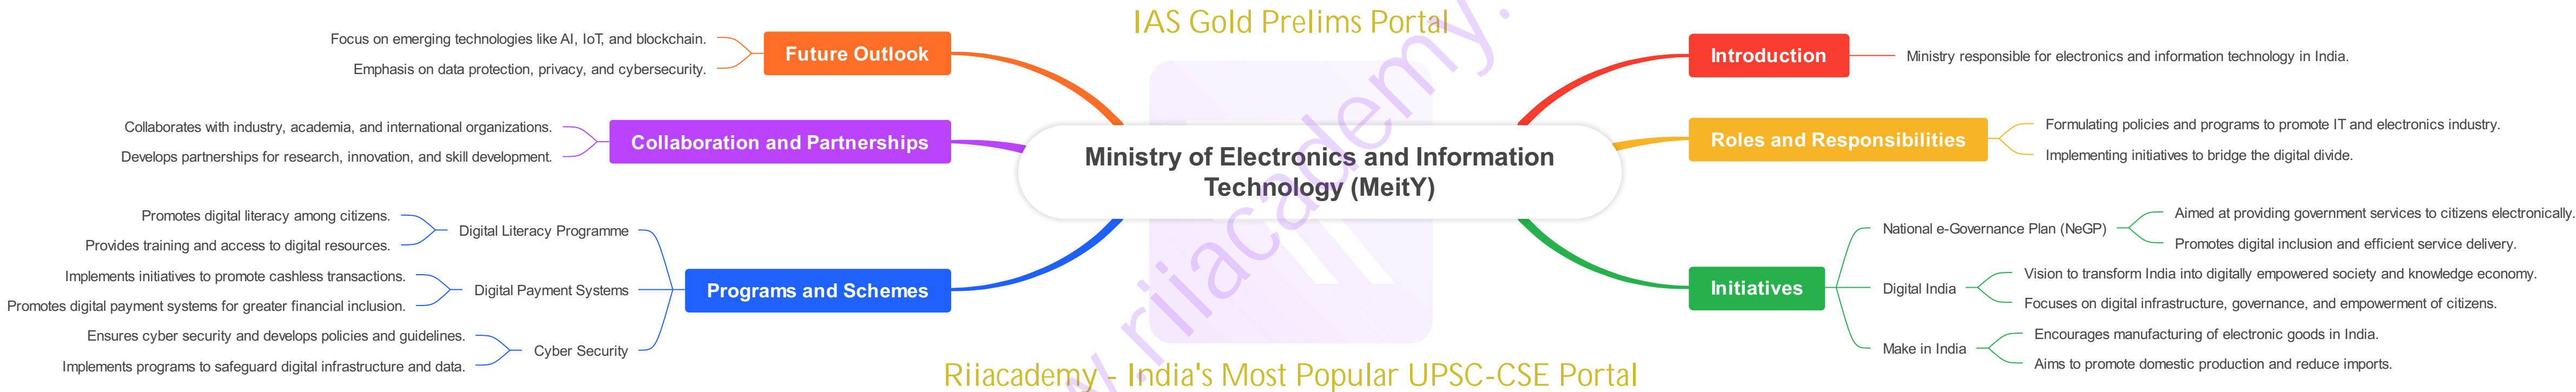 IAS Gold Prelims Portal
Ministry of Electronics and Information
Technology (MeitY)
Introduction
Ministry responsible for electronics and information technology in India.
Roles and Responsibilities
Formulating policies and programs to promote IT and electronics industry.
Implementing initiatives to bridge the digital divide.
Initiatives
National e-Governance Plan (NeGP)
Aimed at providing government services to citizens electronically.
Promotes digital inclusion and efficient service delivery.
Digital India
Vision to transform India into digitally empowered society and knowledge economy.
Focuses on digital infrastructure, governance, and empowerment of citizens.
Make in India
Encourages manufacturing of electronic goods in India.
Aims to promote domestic production and reduce imports.
Future Outlook
Focus on emerging technologies like AI, IoT, and blockchain.
Emphasis on data protection, privacy, and cybersecurity.
Collaboration and Partnerships
Collaborates with industry, academia, and international organizations.
Develops partnerships for research, innovation, and skill development.
Programs and Schemes
Digital Literacy Programme
Promotes digital literacy among citizens.
Provides training and access to digital resources.
Digital Payment Systems
Implements initiatives to promote cashless transactions.
Promotes digital payment systems for greater financial inclusion.
Cyber Security
Ensures cyber security and develops policies and guidelines.
Implements programs to safeguard digital infrastructure and data.
Riiacademy - India's Most Popular UPSC-CSE Portal
.riiacademy.